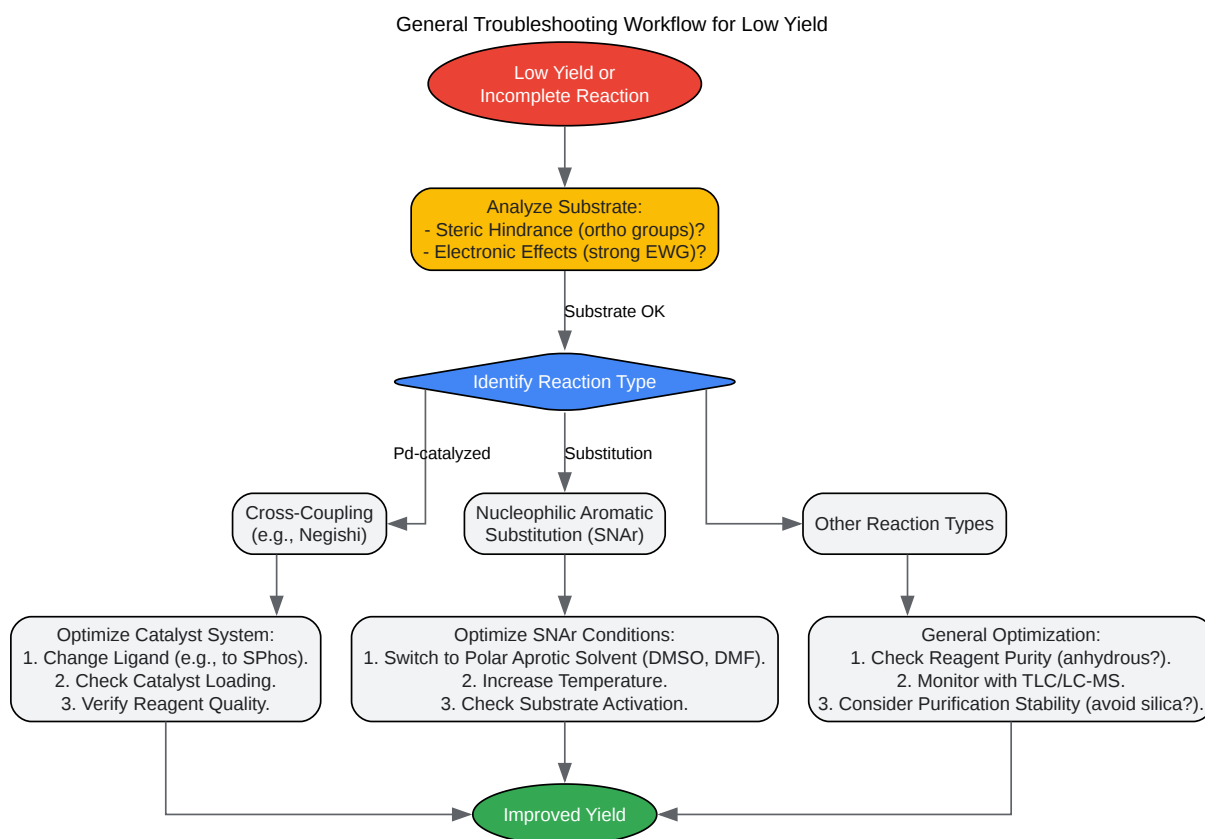 General Troubleshooting Workflow for Low Yield
Low Yield or
Incomplete Reaction
Analyze Substrate:
- Steric Hindrance (ortho groups)?
- Electronic Effects (strong EWG)?
Substrate OK
Identify Reaction Type
Pd-catalyzed
Substitution
Cross-Coupling
(e.g., Negishi)
Nucleophilic Aromatic
Substitution (SNAr)
Other Reaction Types
Optimize Catalyst System:
1. Change Ligand (e.g., to SPhos).
2. Check Catalyst Loading.
3. Verify Reagent Quality.
Optimize SNAr Conditions:
1. Switch to Polar Aprotic Solvent (DMSO, DMF).
2. Increase Temperature.
3. Check Substrate Activation.
General Optimization:
1. Check Reagent Purity (anhydrous?).
2. Monitor with TLC/LC-MS.
3. Consider Purification Stability (avoid silica?).
Improved Yield